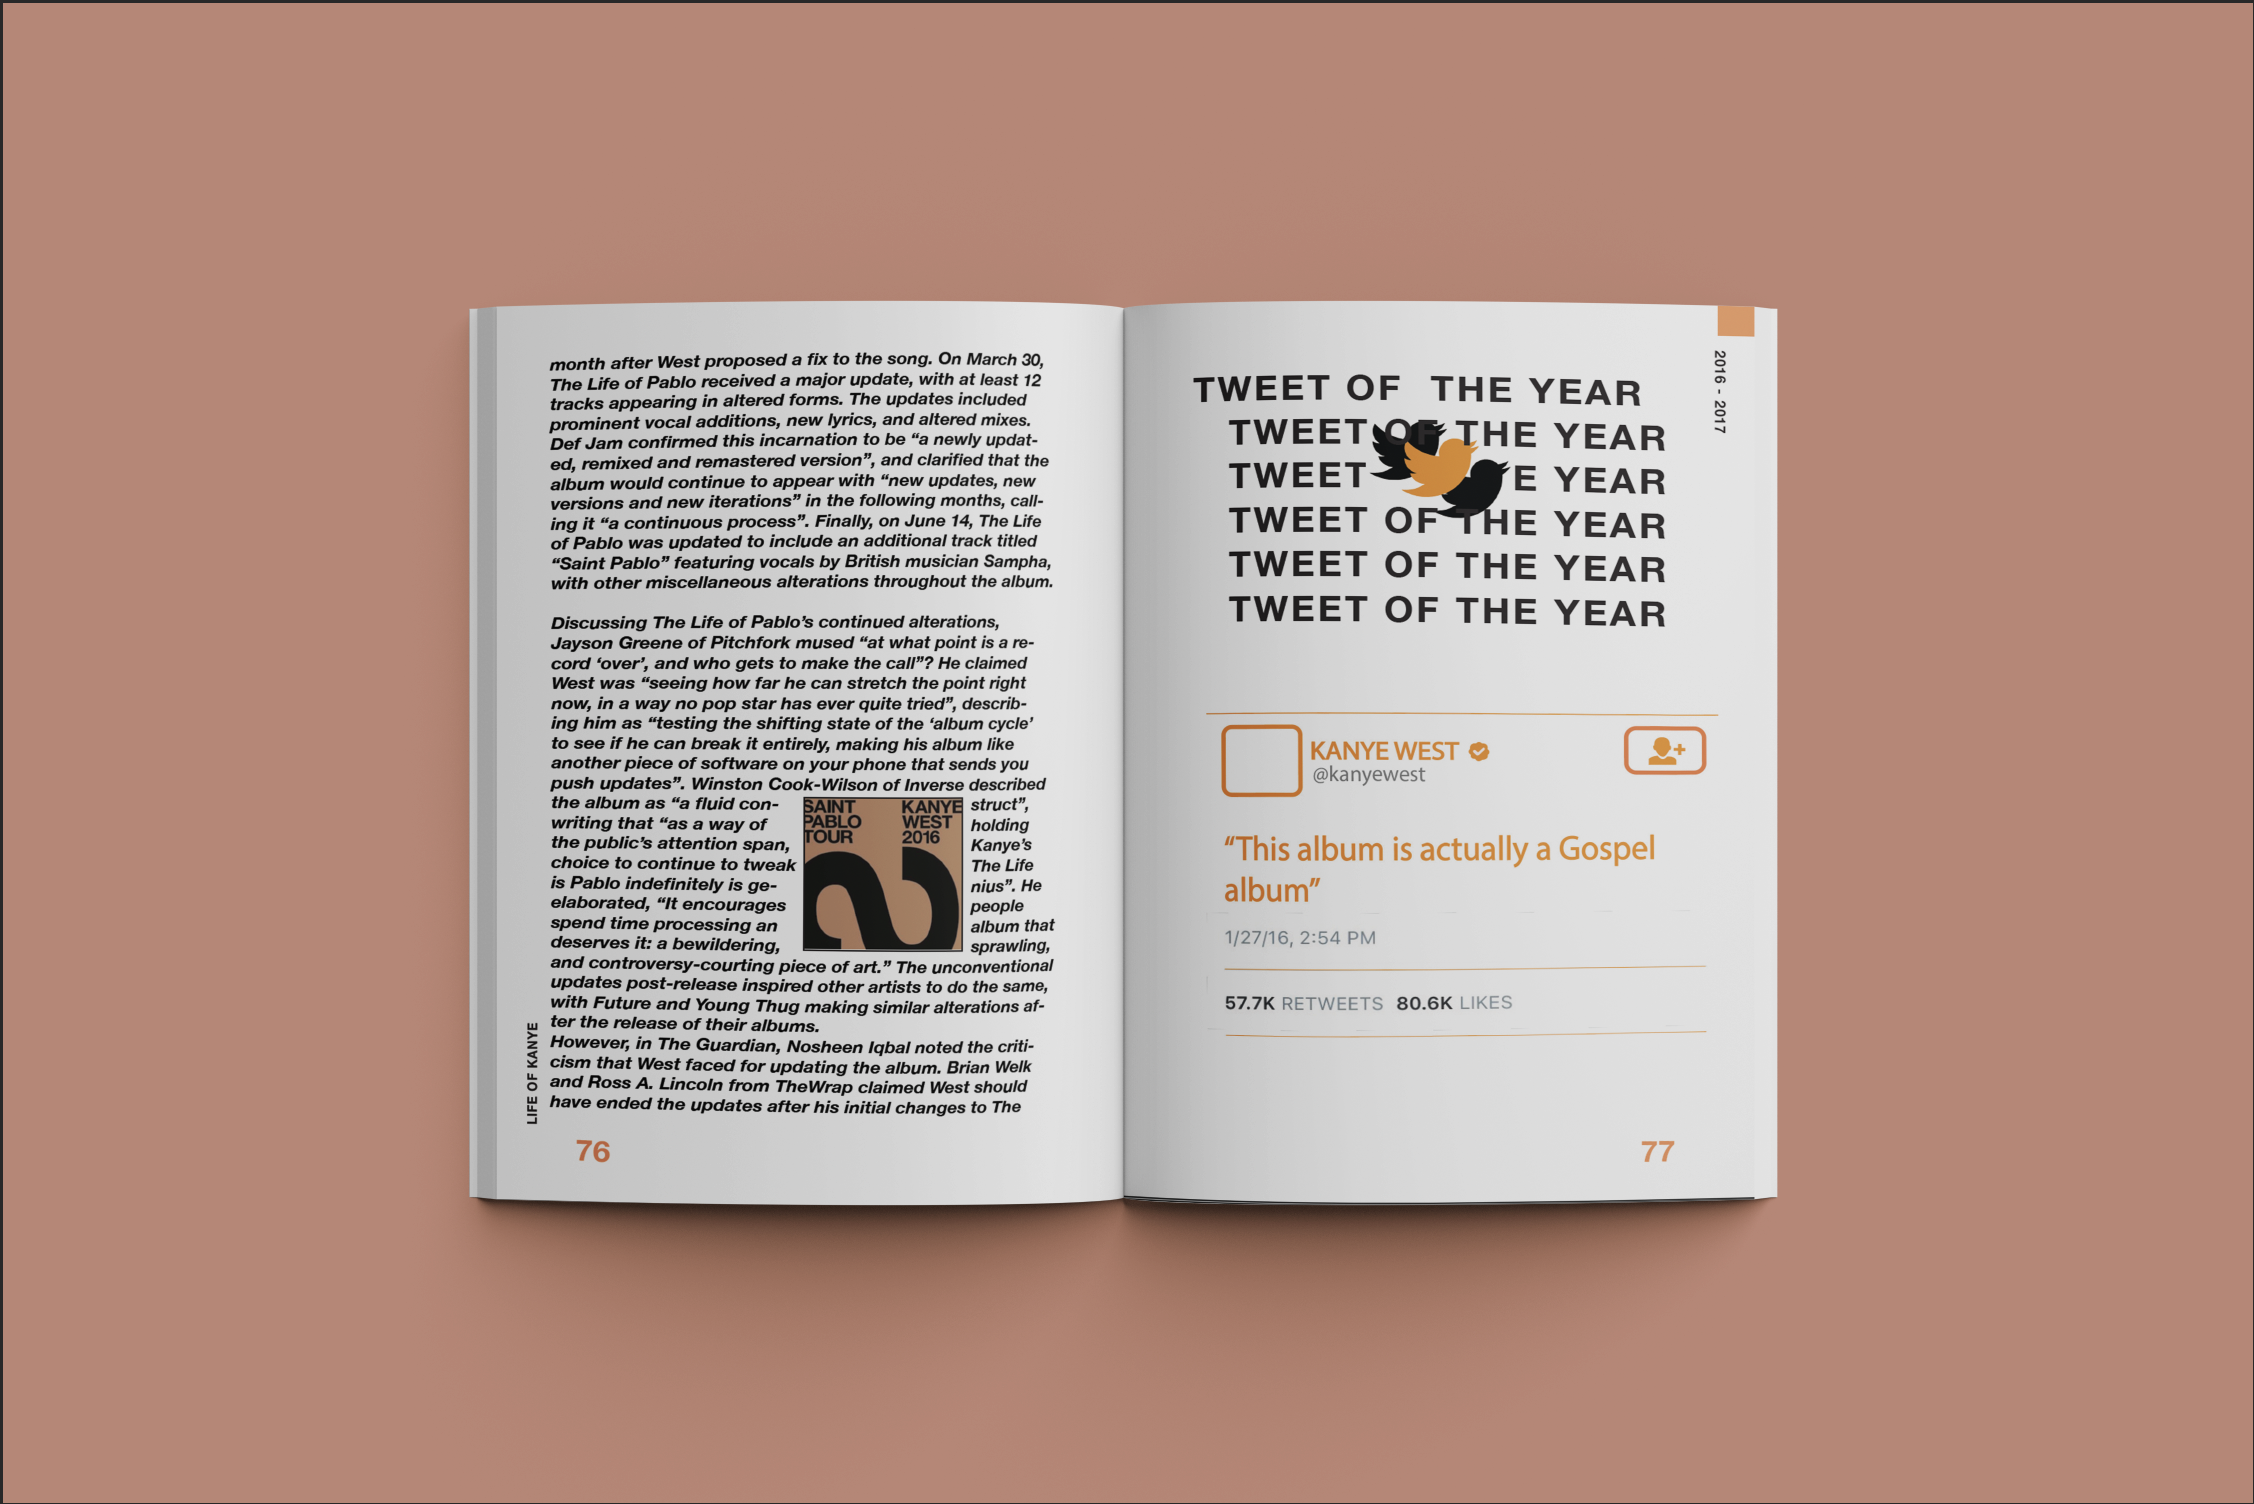 month after West proposed a fix to the song. On March 30,
The Life of Pablo received a major update, with at least 12
tracks appearing in altered forms. The updates included
prominent vocal additions, new lyrics, and altered mixes.
Def Jam confirmed this incarnation to be “a newly updat-
ed, remixed and remastered version”, and clarified that the
album would continue to appear with “new updates, new
versions and new iterations” in the following months, call-
ing it “a continuous process”. Finally, on June 14, The Life
of Pablo was updated to include an additional track titled
“Saint Pablo” featuring vocals by British musician Sampha,
with other miscellaneous alterations throughout the album.
Discussing The Life of Pablo’s continued alterations,
Jayson Greene of Pitchfork mused “at what point is a re-
cord ‘over’, and who gets to make the call”? He claimed
West was “seeing how far he can stretch the point right
now, in a way no pop star has ever quite tried”, describ-
ing him as “testing the shifting state of the ‘album cycle’
to see if he can break it entirely, making his album like
another piece of software on your phone that sends you
push updates”. Winston Cook-Wilson of Inverse described
the album as “a fluid con- struct”,
writing that “as a way of holding
the public’s attention span, Kanye’s
choice to continue to tweak The Life
is Pablo indefinitely is ge- nius”. He
elaborated, “It encourages people
spend time processing an album that
deserves it: a bewildering, sprawling,
and controversy-courting piece of art.” The unconventional
updates post-release inspired other artists to do the same,
with Future and Young Thug making similar alterations af-
ter the release of their albums.
However, in The Guardian, Nosheen Iqbal noted the criti-
cism that West faced for updating the album. Brian Welk
and Ross A. Lincoln from TheWrap claimed West should
have ended the updates after his initial changes to The
SAINT
PABLO
TOUR
KANYE
WEST
2016
LIFE OF KANYE
76
2016 - 2017
TWEET OF THE YEAR
TWEET OF THE YEAR
TWEET E YEAR
TWEET OF THE YEAR
TWEET OF THE YEAR
TWEET OF THE YEAR
KANYE WEST
@kanyewest
“This album is actually a Gospel
album”
1/27/16, 2:54 PM
57.7K RETWEETS 80.6K LIKES
77